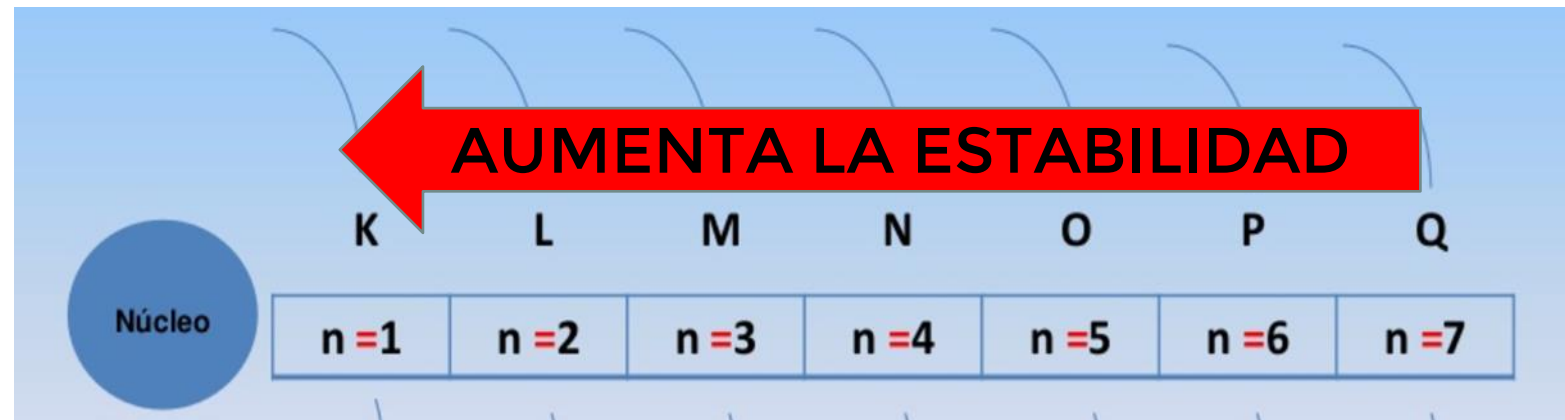 AUMENTA LA ESTABILIDAD
K L M N O P Q
Núcleo
n =1 n =2 n =3 n =4 n =5 n =6 n =7